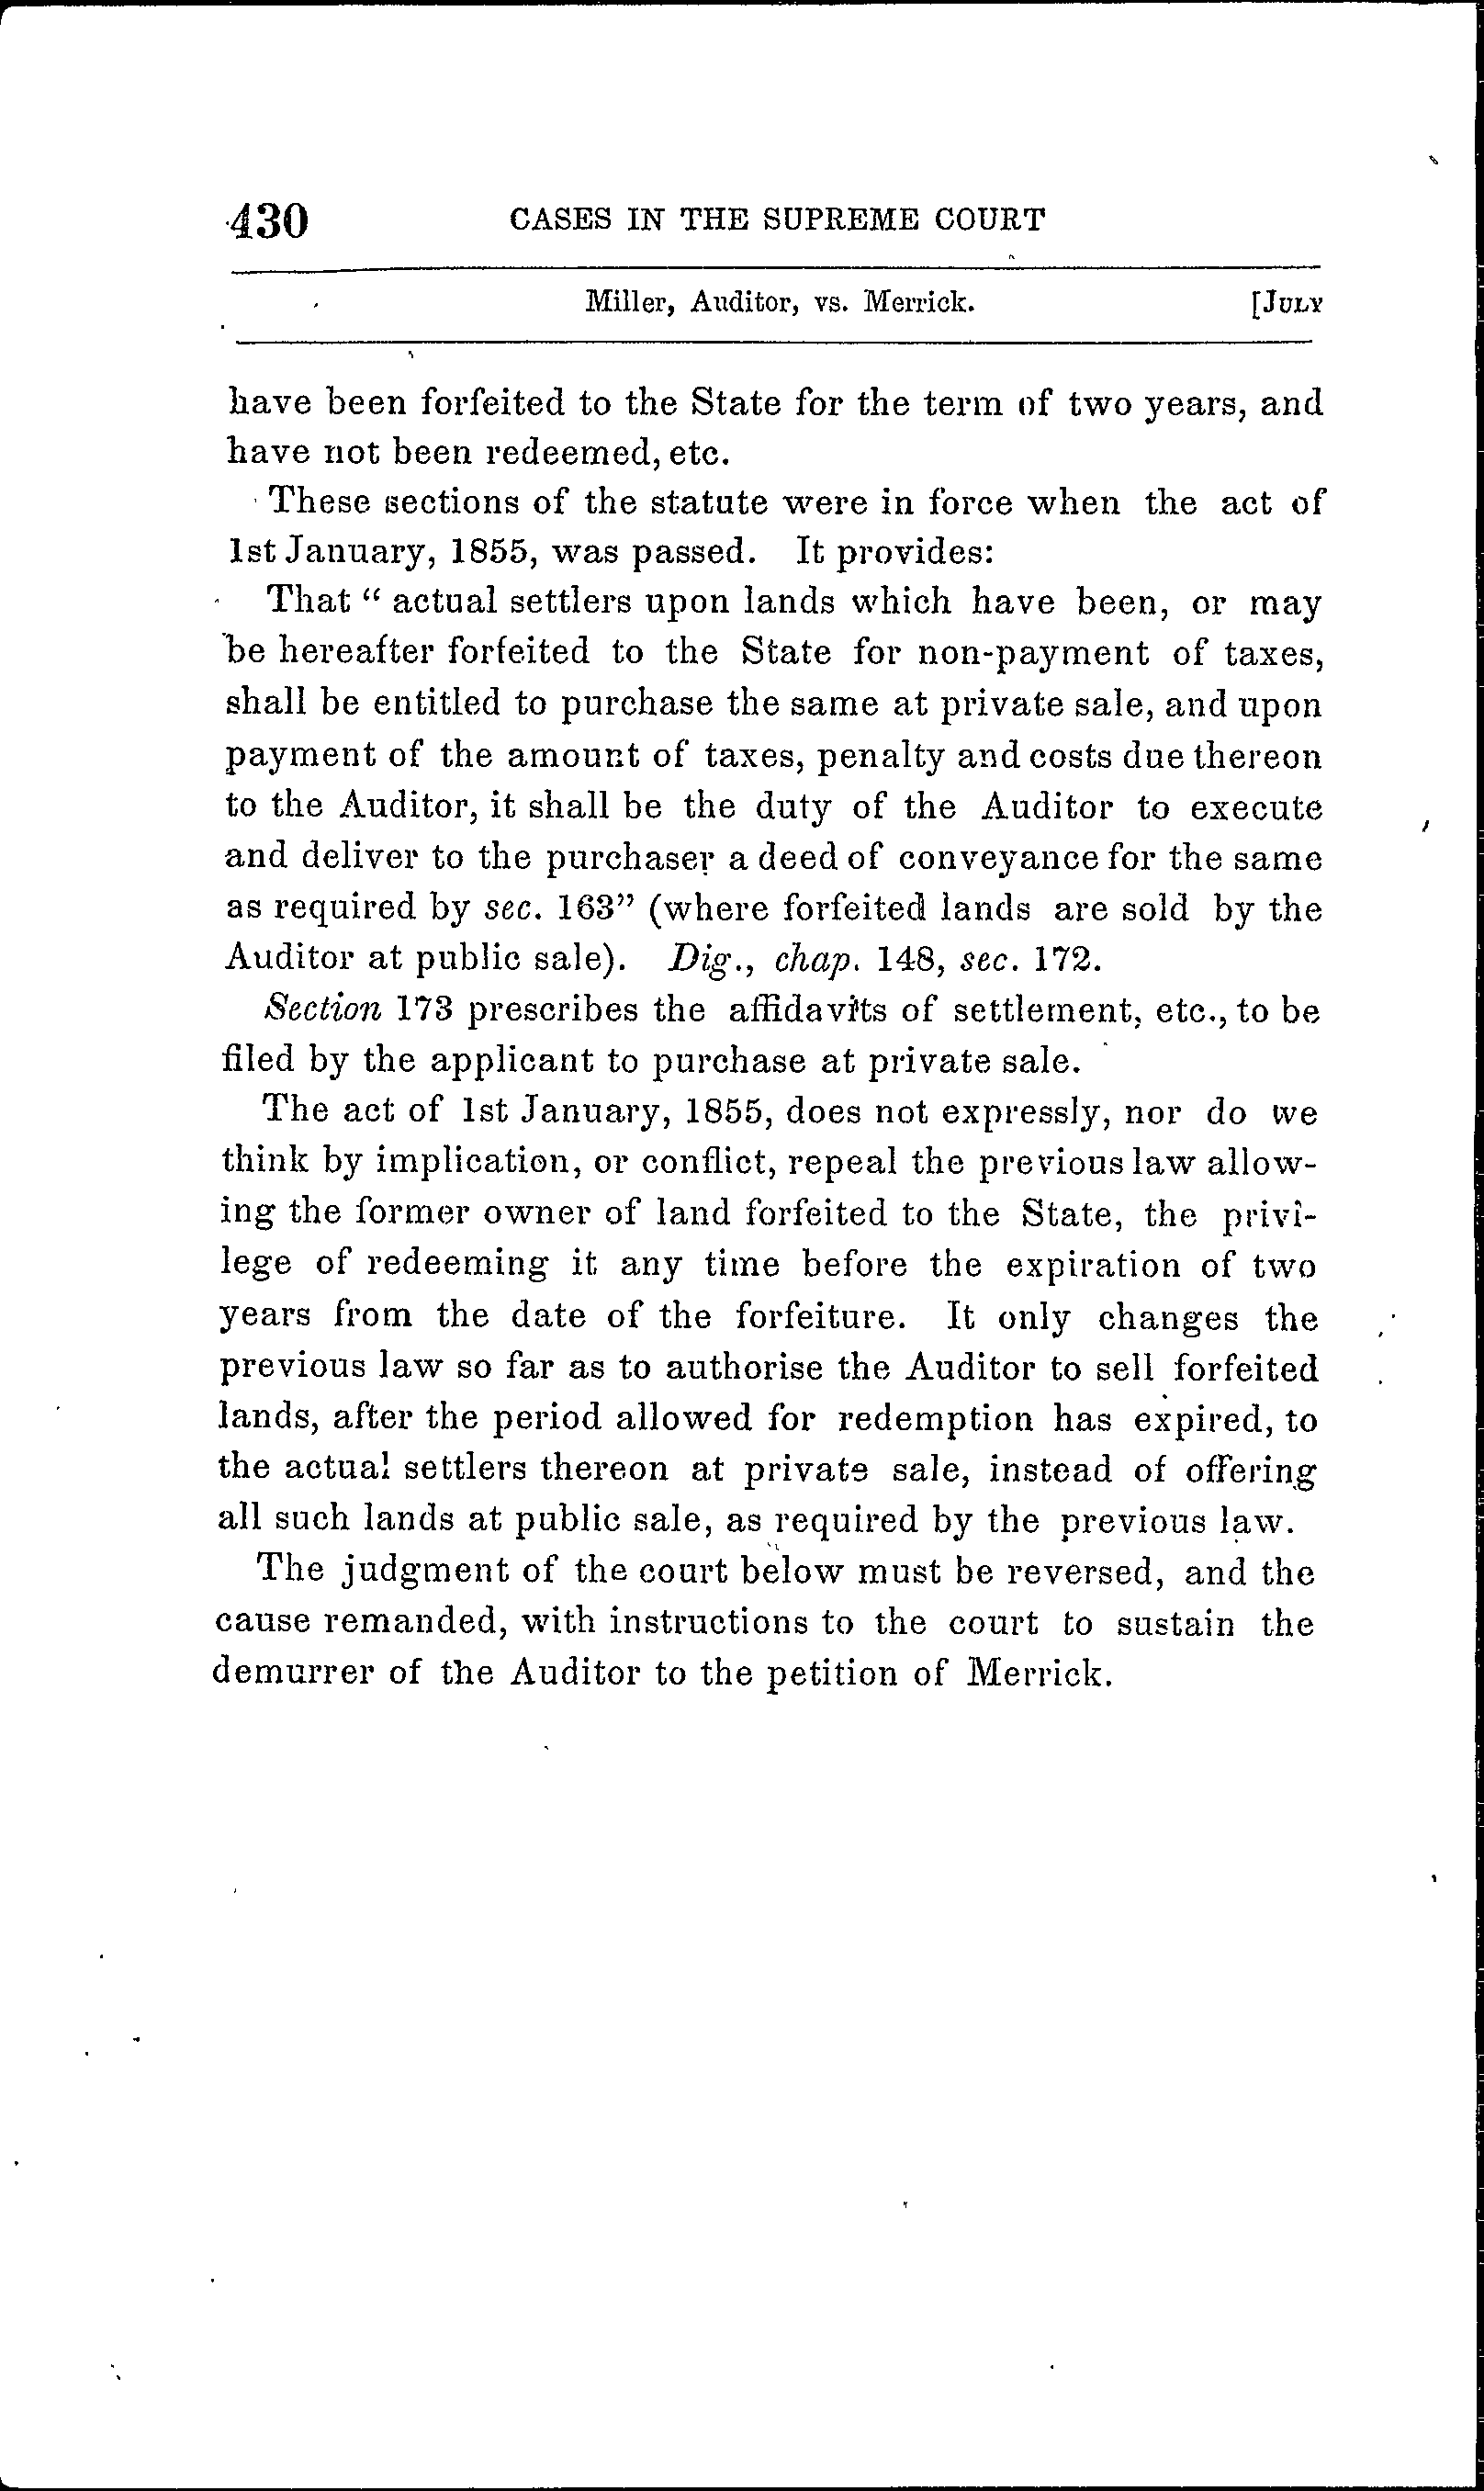 430 CASES IN THE SUPREME COURT
Miller, Auditor, vs. Merrick. [JULY
have been forfeited to the State for the term of two years, and
have not been redeemed, etc.
These sections of the statute were in force when the act of
1st January, 1855, was passed. It provides:
That " actual settlers upon lands which have been, or may
be hereafter forfeited to the State for non-payment of taxes,
shall be entitled to purchase the same at private sale, and upon
payment of the amount of taxes, penalty and costs due thereon
to the Auditor, it shall be the duty of the Auditor to execute
and deliver to the purchaser a deed of conveyance for the same
as required by sec. 163" (where forfeited lands are sold by the
Auditor at public sale). Dig., chap. 148, sec. 172.
Section 173 prescribes the affidavits of settlement, etc., to be
filed by the applicant to purchase at private sale.
The act of 1st January, 1855, does not expressly, nor do we
think by implication, or conflict, repeal the previous law allow-
ing the former owner of land forfeited to the State, the privi-
lege of redeeming it any time before the expiration of two
years from the date of the forfeiture. It only changes the
previous law so far as to authorise the Auditor to sell forfeited
lands, after the period allowed for redemption has expired, to
the actual settlers thereon at private sale, instead of offering
all such lands at public sale, as required by the previous law.
The judgment of the court below must be reversed, and the
cause remanded, with instructions to the court to sustain the
demurrer of the Auditor to the petition of Merrick.